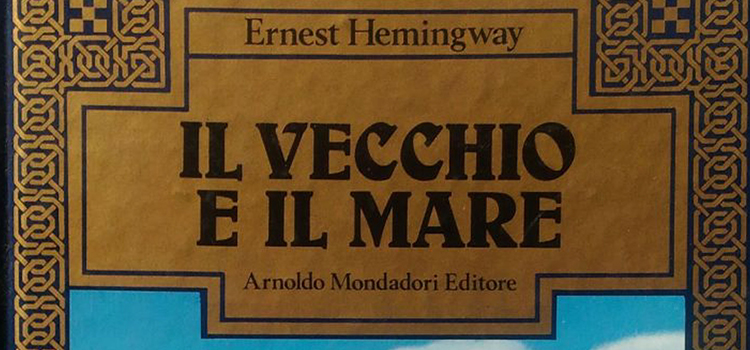 Ernest Hemingway
IL VECCHIO
E IL MARE
Arnoldo Mondadori Editore